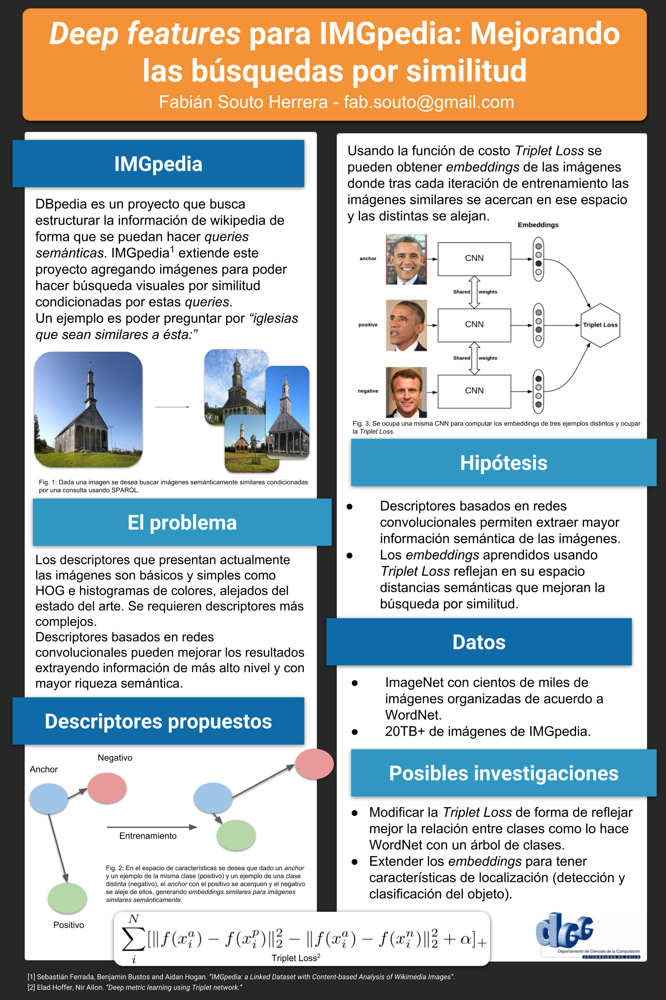 Deep features para IMGpedia: Mejorando
las búsquedas por similitud
Fabián Souto Herrera - fab.souto@gmail.com
IMGpedia
DBpedia es un proyecto que busca
estructurar la información de wikipedia de
forma que se puedan hacer queries
semánticas. IMGpedia¹ extiende este
proyecto agregando imágenes para poder
hacer búsqueda visuales por similitud
condicionadas por estas queries.
Un ejemplo es poder preguntar por “iglesias
que sean similares a ésta:”
Fig. 1: Dada una imagen se desea buscar imágenes semánticamente similares condicionadas
por una consulta usando SPARQL.
El problema
Los descriptores que presentan actualmente
las imágenes son básicos y simples como
HOG e histogramas de colores, alejados del
estado del arte. Se requieren descriptores más
complejos.
Descriptores basados en redes
convolucionales pueden mejorar los resultados
extrayendo información de más alto nivel y con
mayor riqueza semántica.
Descriptores propuestos
Negativo
Anchor
Entrenamiento
Positivo
Fig. 2: En el espacio de características se desea que dado un anchor
y un ejemplo de la misma clase (positivo) y un ejemplo de una clase
distinta (negativo), el anchor con el positivo se acerquen y el negativo
se aleje de ellos, generando embeddings similares para imágenes
similares semánticamente.
Usando la función de costo Triplet Loss se
pueden obtener embeddings de las imágenes
donde tras cada iteración de entrenamiento las
imágenes similares se acercan en ese espacio
y las distintas se alejan.
Embeddings
anchor
CNN
Shared weights
positive
CNN
Triplet Loss
Shared weights
negative
CNN
Fig. 3: Se ocupa una misma CNN para computar los embeddings de tres ejemplos distintos y ocupar
la Triplet Loss.
Hipótesis
● Descriptores basados en redes
convolucionales permiten extraer mayor
información semántica de las imágenes.
● Los embeddings aprendidos usando
Triplet Loss reflejan en su espacio
distancias semánticas que mejoran la
búsqueda por similitud.
Datos
● ImageNet con cientos de miles de
imágenes organizadas de acuerdo a
WordNet.
● 20TB+ de imágenes de IMGpedia.
Posibles investigaciones
● Modificar la Triplet Loss de forma de reflejar
mejor la relación entre clases como lo hace
WordNet con un árbol de clases.
● Extender los embeddings para tener
características de localización (detección y
clasificación del objeto).
∑_i^N [‖f(x_i^a) − f(x_i^p)‖_2^2 − ‖f(x_i^a) − f(x_i^n)‖_2^2 + α]_+
Triplet Loss²
dcc
Departamento de Ciencias de la Computación
UNIVERSIDAD DE CHILE
[1] Sebastián Ferrada, Benjamin Bustos and Aidan Hogan. “IMGpedia: a Linked Dataset with Content-based Analysis of Wikimedia Images”.
[2] Elad Hoffer, Nir Ailon. “Deep metric learning using Triplet network.”